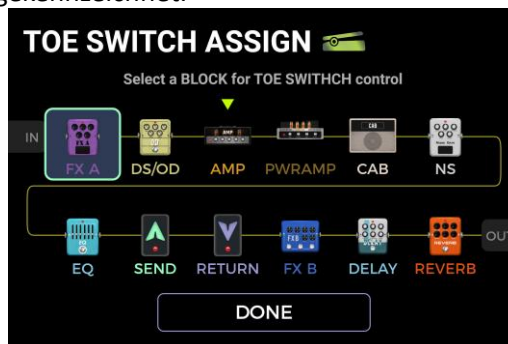 gekennzeichnet.
TOE SWITCH ASSIGN
Select a BLOCK for TOE SWITHCH control
IN
FX A DS/OD AMP PWRAMP CAB NS
EQ SEND RETURN FX B DELAY REVERB
OUT
DONE